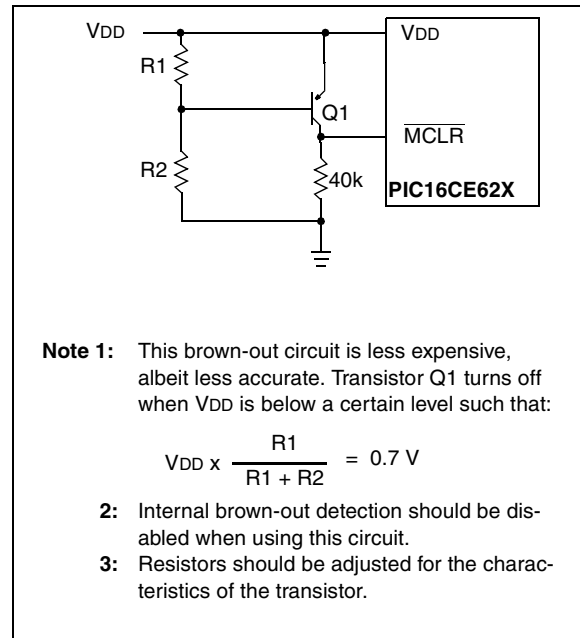 VDD
VDD
R1
Q1
MCLR
R2
40k
PIC16CE62X
Note 1: This brown-out circuit is less expensive,
albeit less accurate. Transistor Q1 turns off
when VDD is below a certain level such that:
VDD x R1 / R1 + R2 = 0.7 V
2: Internal brown-out detection should be dis-
abled when using this circuit.
3: Resistors should be adjusted for the charac-
teristics of the transistor.